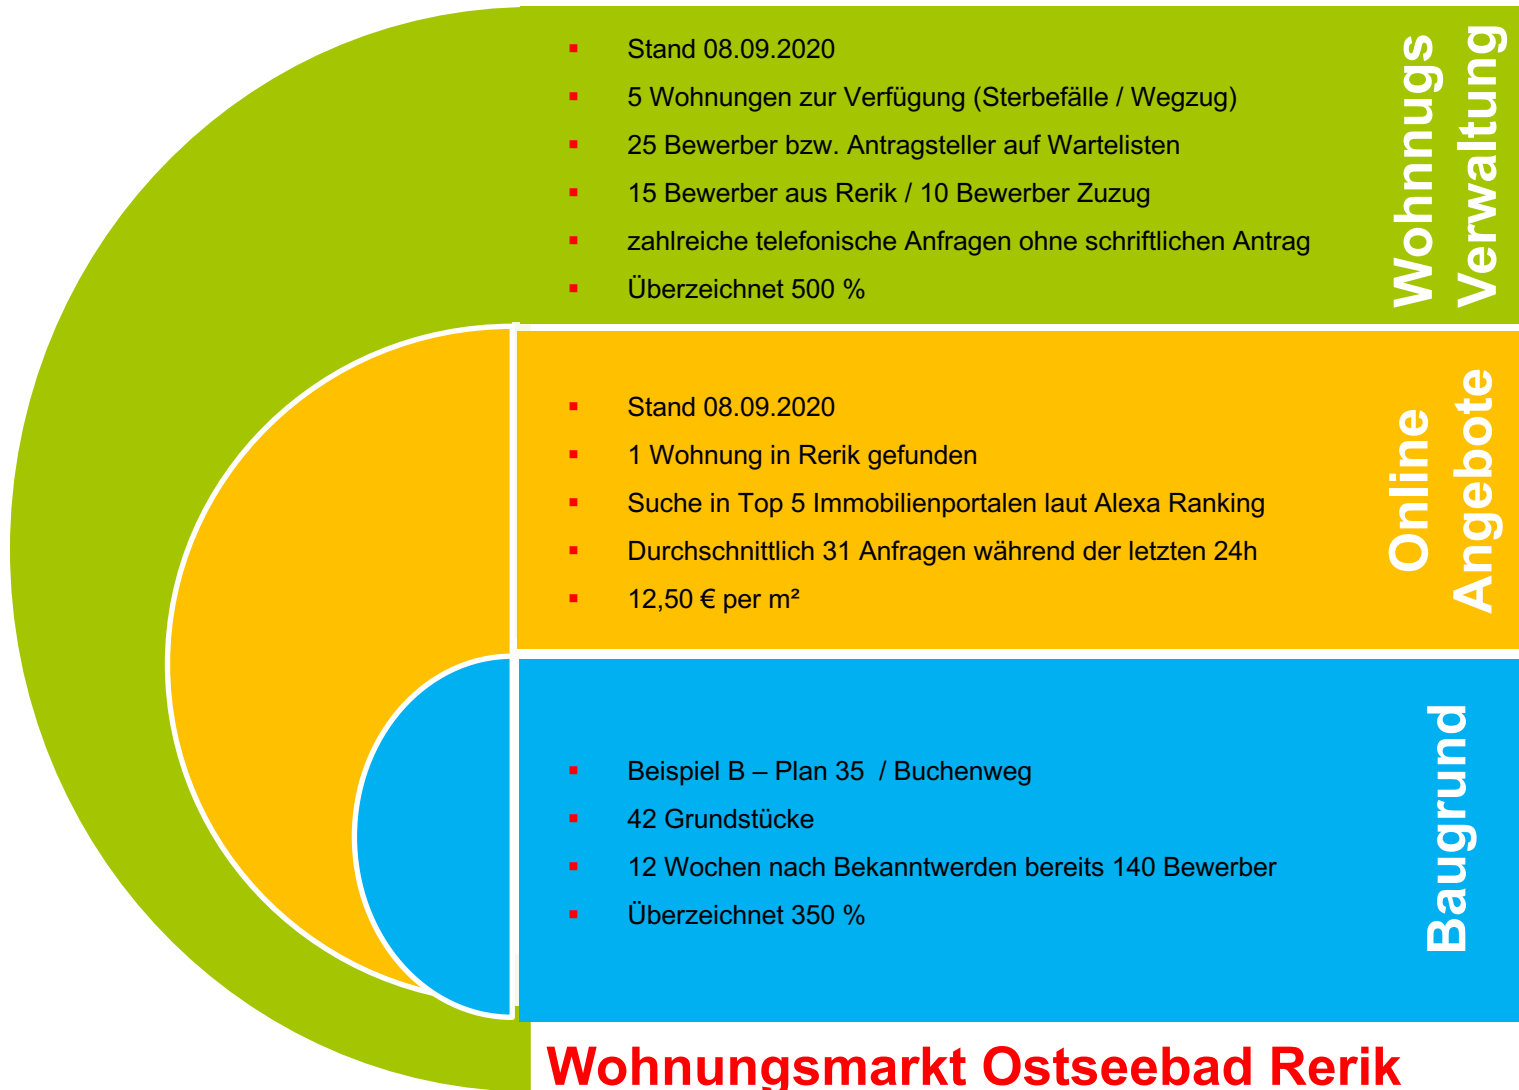 Stand 08.09.2020
5 Wohnungen zur Verfügung (Sterbefälle / Wegzug)
25 Bewerber bzw. Antragsteller auf Wartelisten
15 Bewerber aus Rerik / 10 Bewerber Zuzug
zahlreiche telefonische Anfragen ohne schriftlichen Antrag
Überzeichnet 500 %
Wohnnugs
Verwaltung
Stand 08.09.2020
1 Wohnung in Rerik gefunden
Suche in Top 5 Immobilienportalen laut Alexa Ranking
Durchschnittlich 31 Anfragen während der letzten 24h
12,50 € per m²
Online
Angebote
Beispiel B – Plan 35 / Buchenweg
42 Grundstücke
12 Wochen nach Bekanntwerden bereits 140 Bewerber
Überzeichnet 350 %
Baugrund
Wohnungsmarkt Ostseebad Rerik